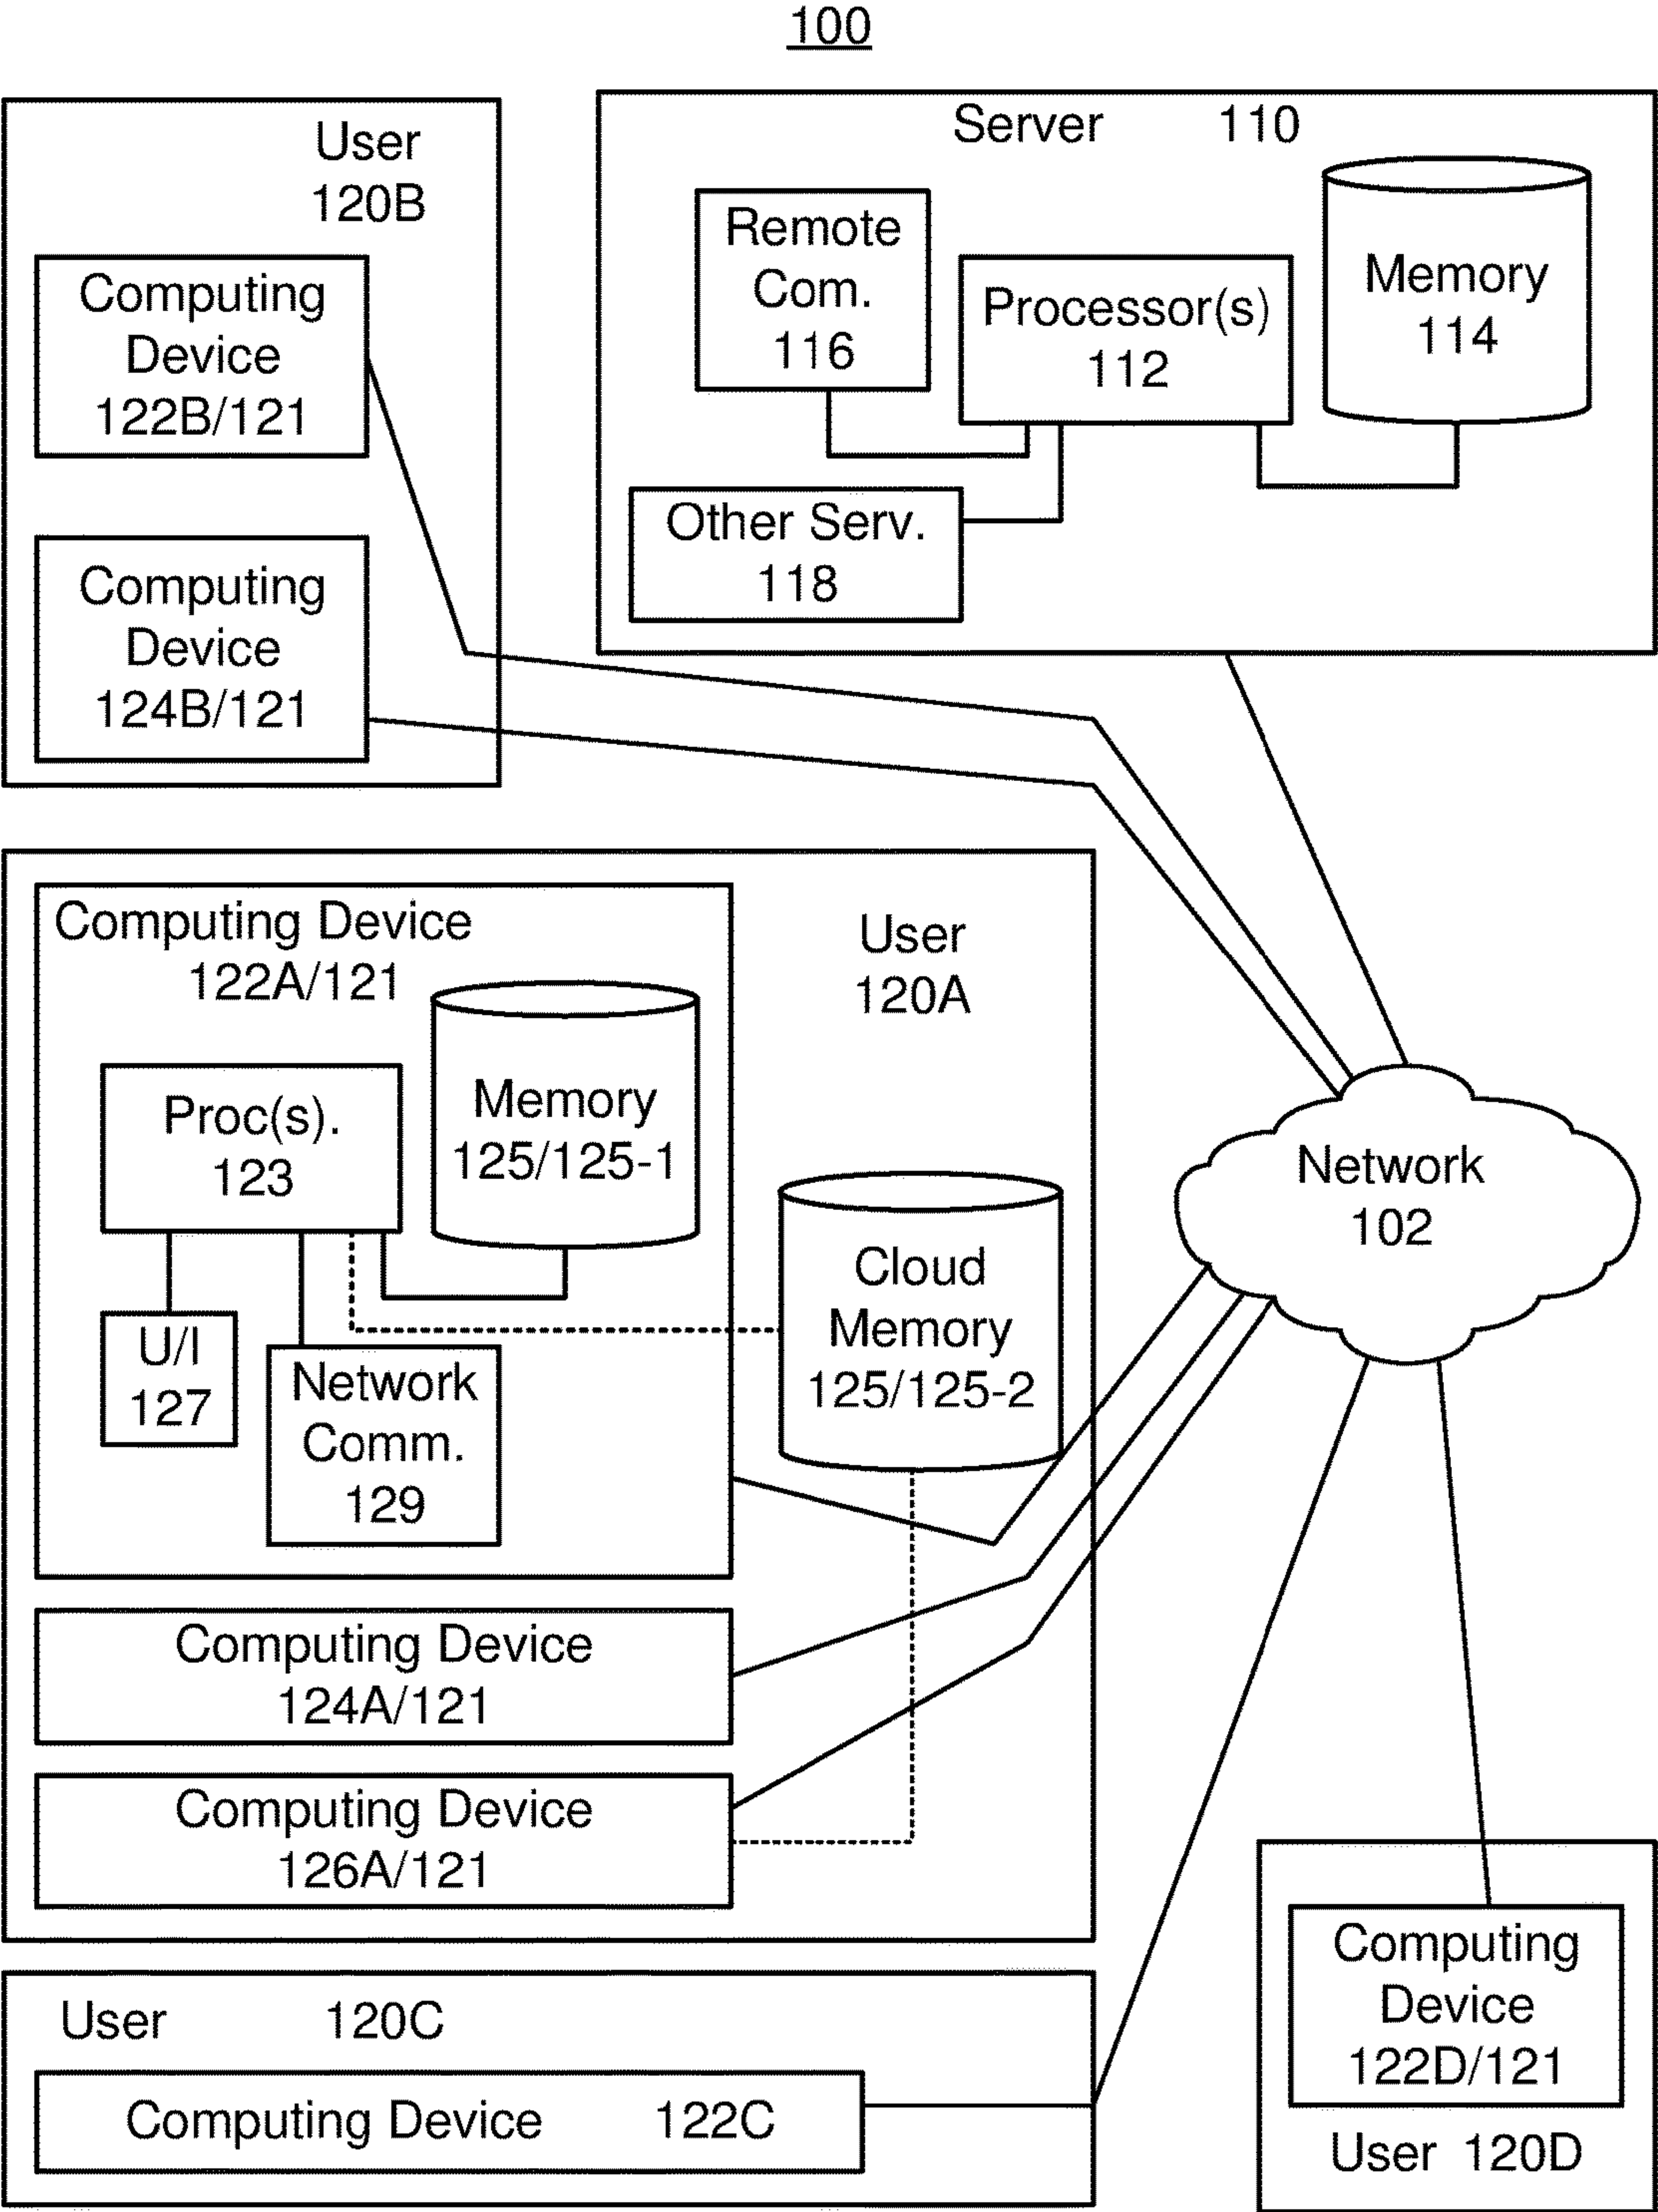 100
User
120B
Computing
Device
122B/121
Computing
Device
124B/121
Server 110
Remote
Com.
116
Processor(s)
112
Memory
114
Other Serv.
118
Computing Device
122A/121
User
120A
Proc(s).
123
Memory
125/125-1
U/I
127
Network
Comm.
129
Cloud
Memory
125/125-2
Computing Device
124A/121
Computing Device
126A/121
Network
102
User 120C
Computing Device 122C
Computing
Device
122D/121
User 120D